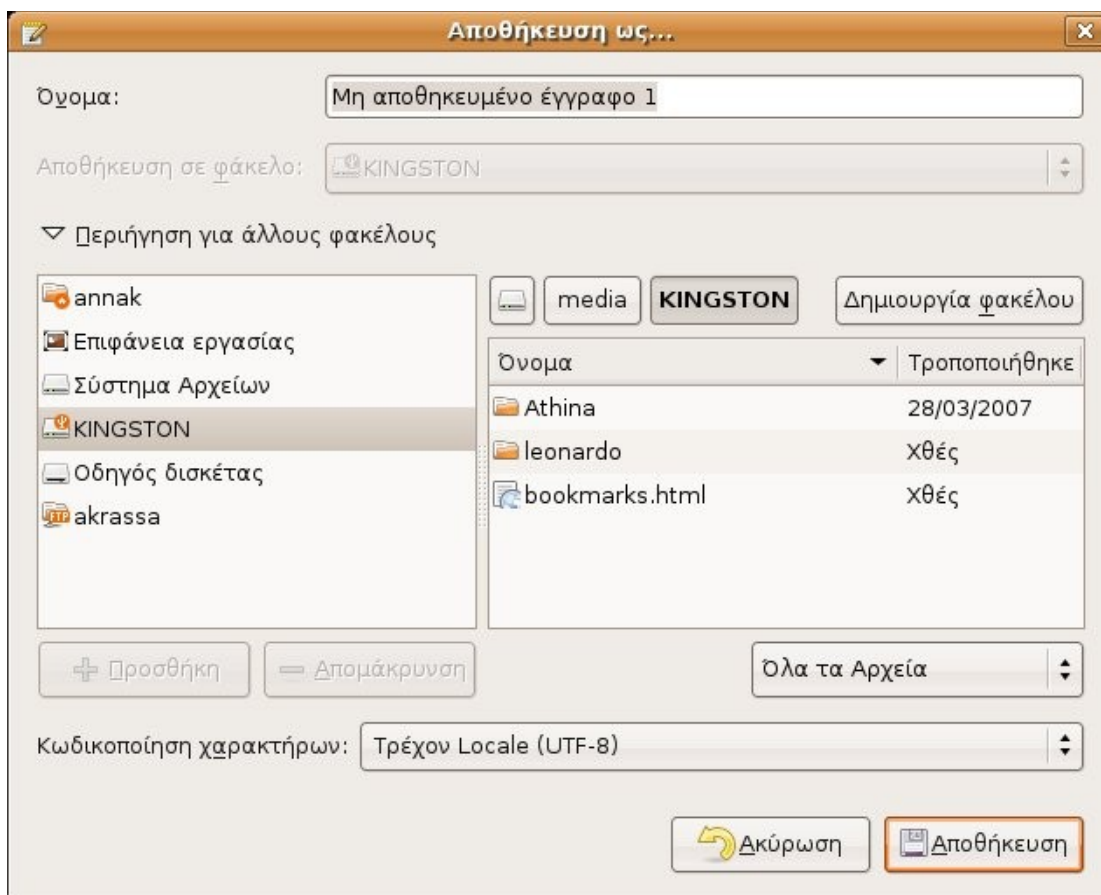 Αποθήκευση ως...
Όνομα: Μη αποθηκευμένο έγγραφο 1
Αποθήκευση σε φάκελο: KINGSTON
Περιήγηση για άλλους φακέλους
annak
Επιφάνεια εργασίας
Σύστημα Αρχείων
KINGSTON
Οδηγός δισκέτας
akrassa
media KINGSTON Δημιουργία φακέλου
Όνομα Τροποποιήθηκε
Athina 28/03/2007
leonardo Χθές
bookmarks.html Χθές
Προσθήκη Απομάκρυνση Όλα τα Αρχεία
Κωδικοποίηση χαρακτήρων: Τρέχον Locale (UTF-8)
Ακύρωση Αποθήκευση